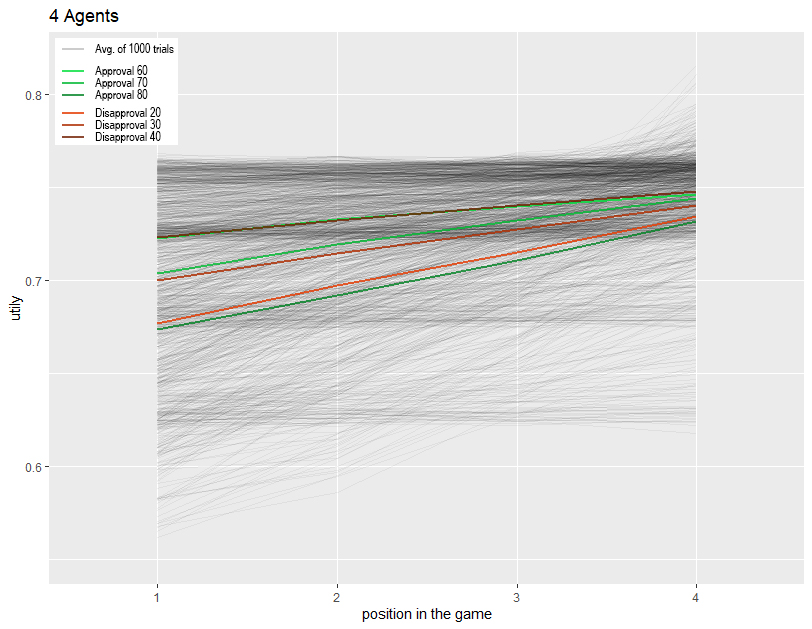 4 Agents
Avg. of 1000 trials
Approval 60
Approval 70
Approval 80
Disapproval 20
Disapproval 30
Disapproval 40
0.8
0.7
0.6
utily
1 2 3 4
position in the game